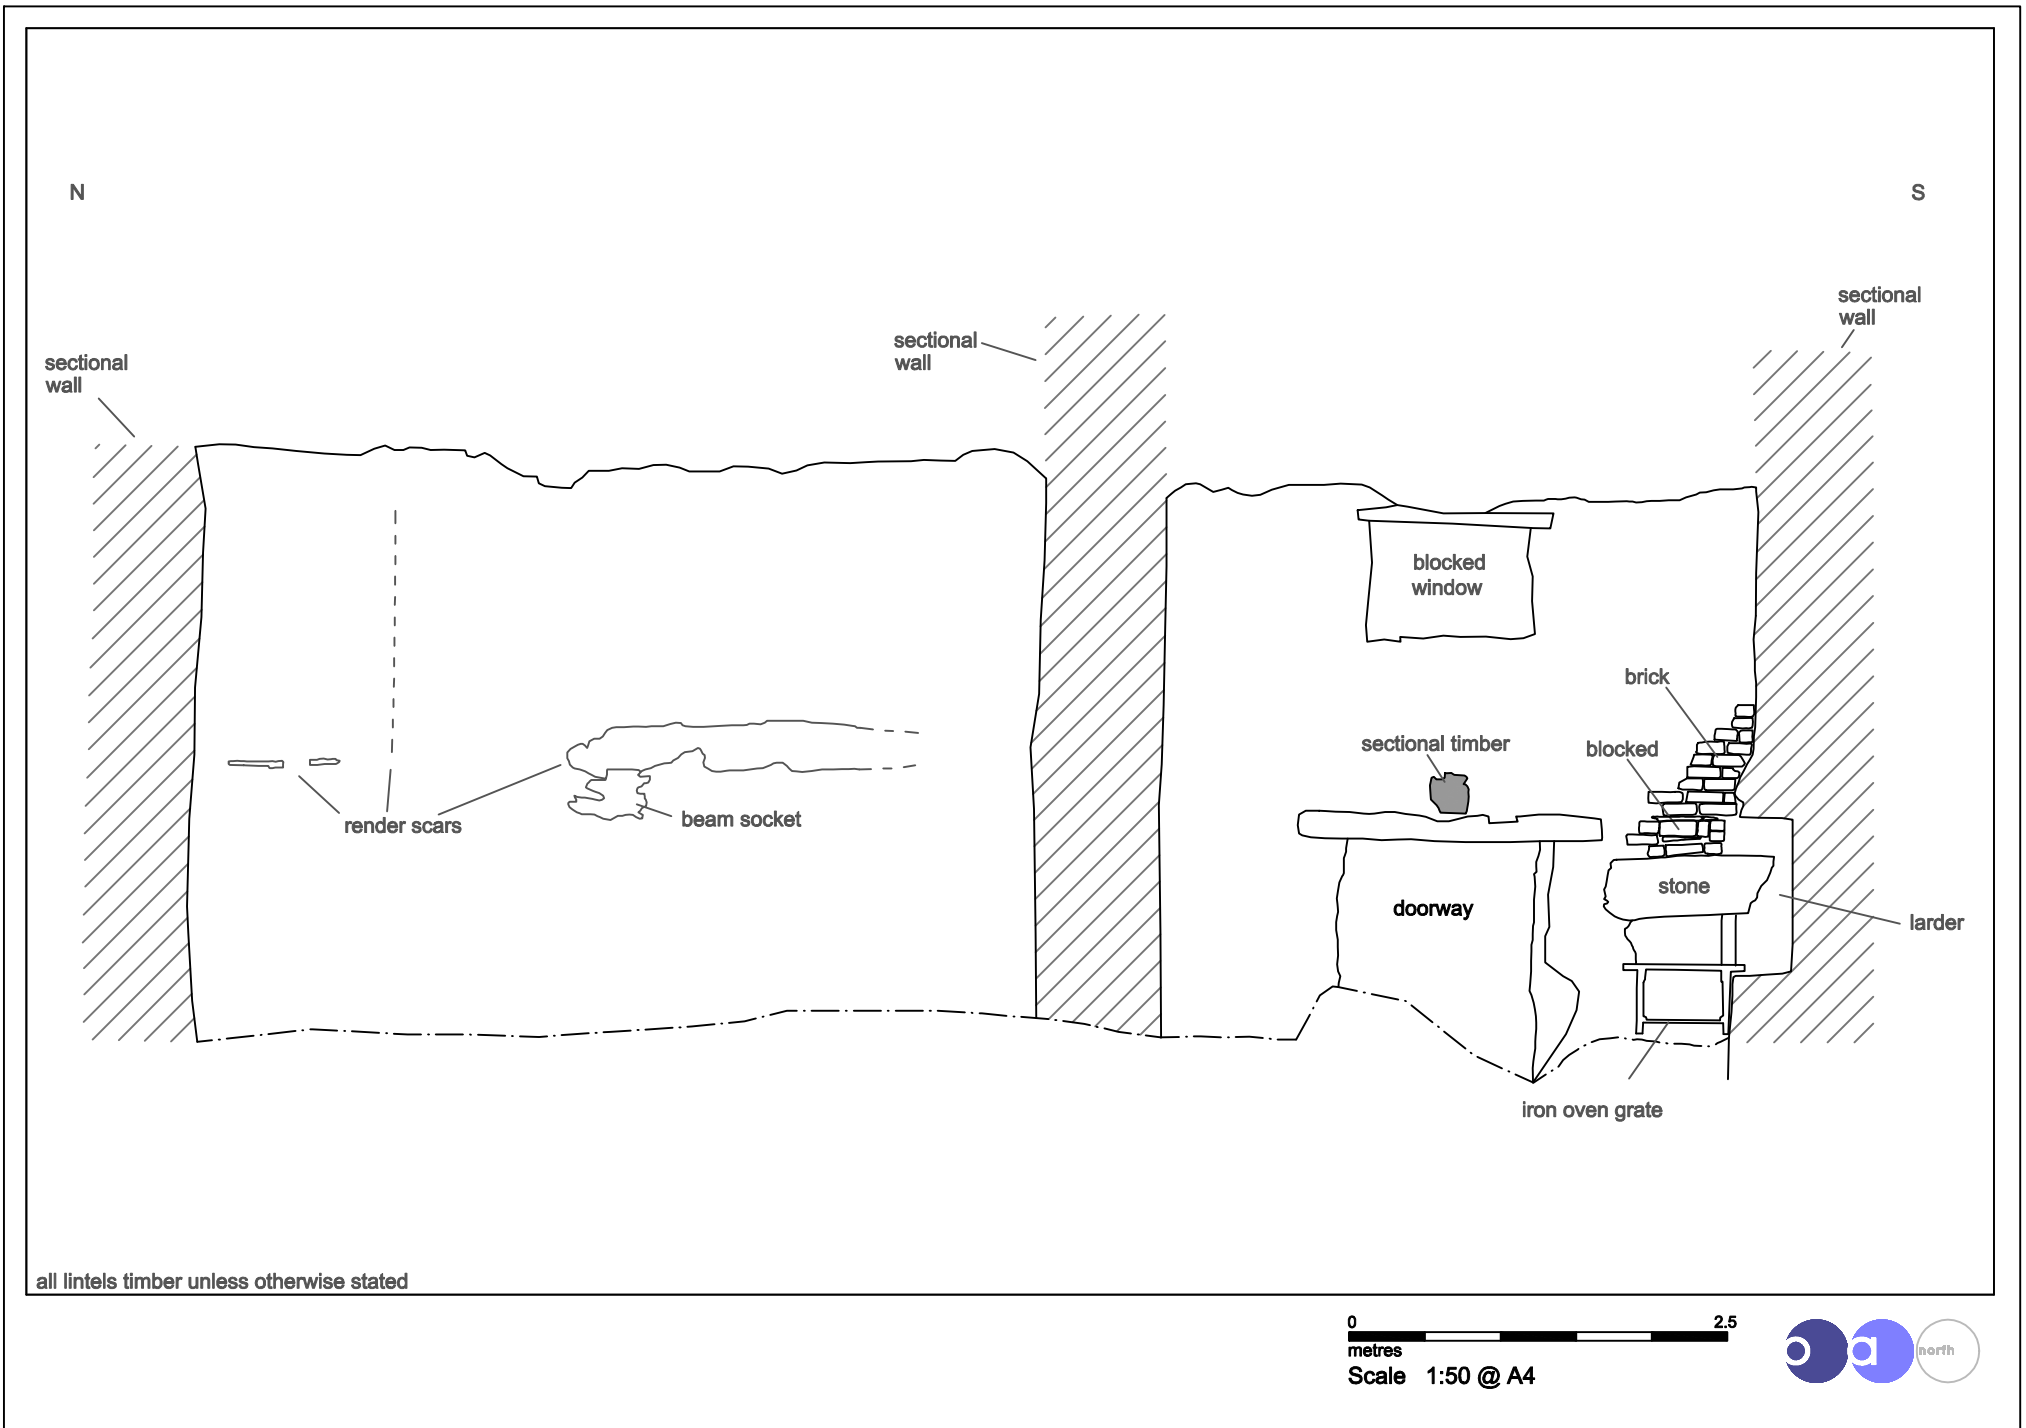 N
S
sectional
wall
sectional
wall
sectional
wall
blocked
window
brick
sectional timber
blocked
render scars
beam socket
stone
doorway
larder
iron oven grate
all lintels timber unless otherwise stated
0 2.5
metres
Scale 1:50 @ A4
oa north